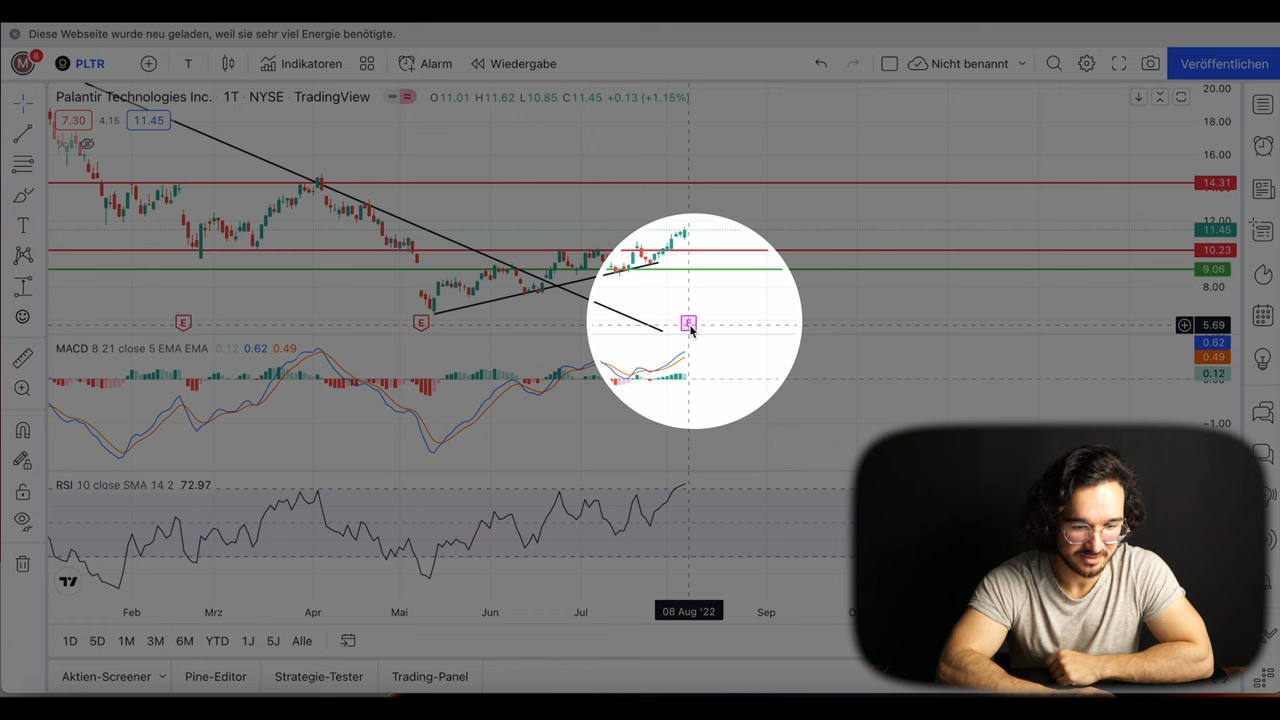 Diese Webseite wurde neu geladen, weil sie sehr viel Energie benötigte.
M 6 PLTR T Indikatoren Alarm Wiedergabe Nicht benannt Veröffentlichen
Palantir Technologies Inc. · 1T · NYSE · TradingView O11.01 H11.62 L10.85 C11.45 +0.13 (+1.15%)
7.30 4.15 11.45
20.00
18.00
16.00
14.31
12.00
11.45
10.23
9.06
8.00
E E E
5.69
MACD 8 21 close 5 EMA EMA 0.12 0.62 0.49
0.62
0.49
0.12
−1.00
RSI 10 close SMA 14 2 72.97
Feb Mrz Apr Mai Jun Jul 08 Aug '22 Sep
1D 5D 1M 3M 6M YTD 1J 5J Alle
Aktien-Screener Pine-Editor Strategie-Tester Trading-Panel